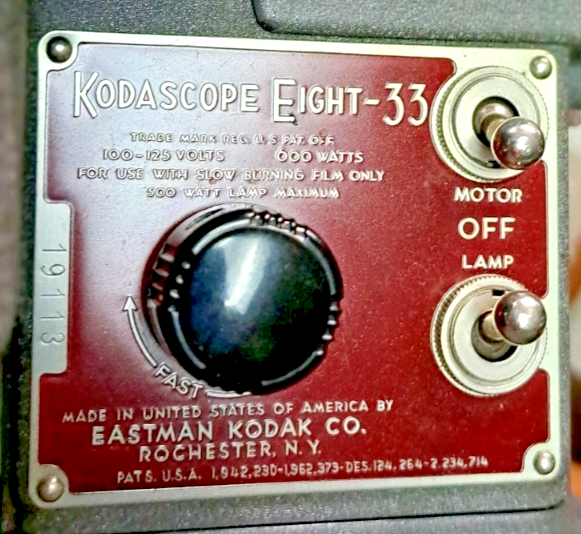 KODASCOPE EIGHT-33
TRADE MARK REG. U.S PAT. OFF.
100-125 VOLTS 600 WATTS
FOR USE WITH SLOW BURNING FILM ONLY
500 WATT LAMP MAXIMUM
MOTOR
OFF
LAMP
19113
FAST
MADE IN UNITED STATES OF AMERICA BY
EASTMAN KODAK CO.
ROCHESTER, N.Y.
PATS. U.S.A. 1,942,230-1,962,373-DES.124,264-2,234,714